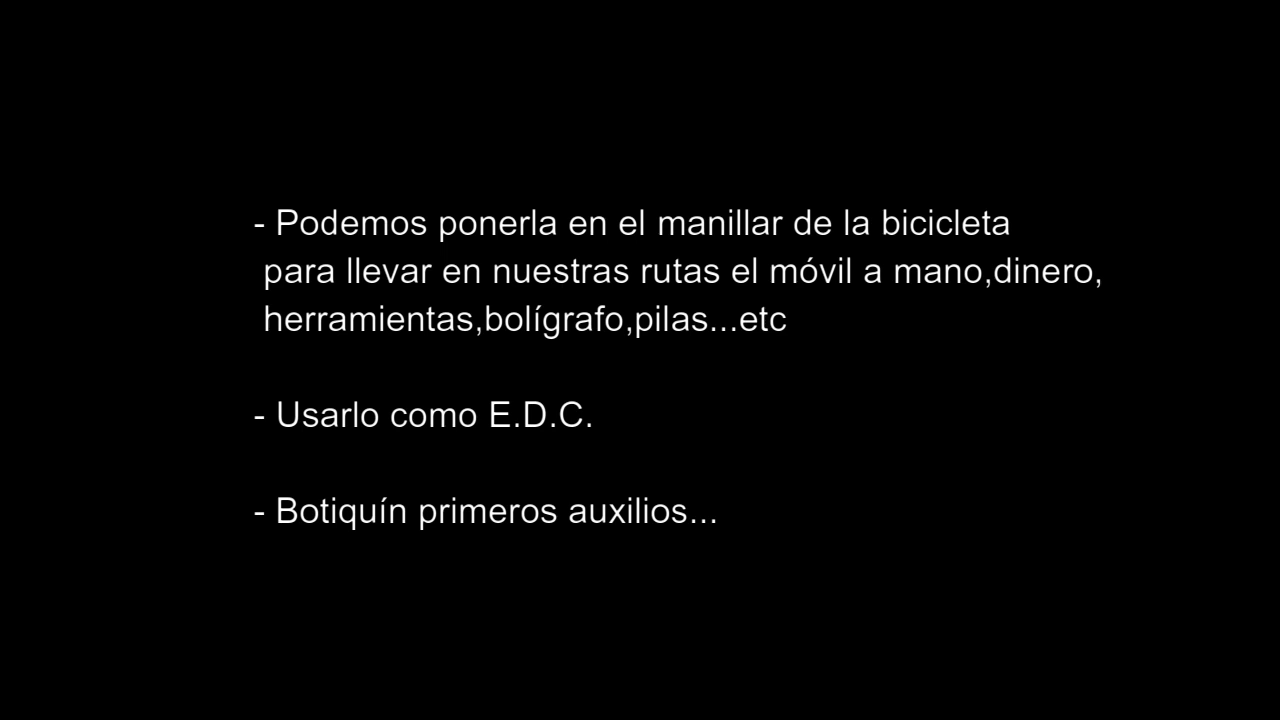 - Podemos ponerla en el manillar de la bicicleta
para llevar en nuestras rutas el móvil a mano,dinero,
herramientas,bolígrafo,pilas...etc
- Usarlo como E.D.C.
- Botiquín primeros auxilios...